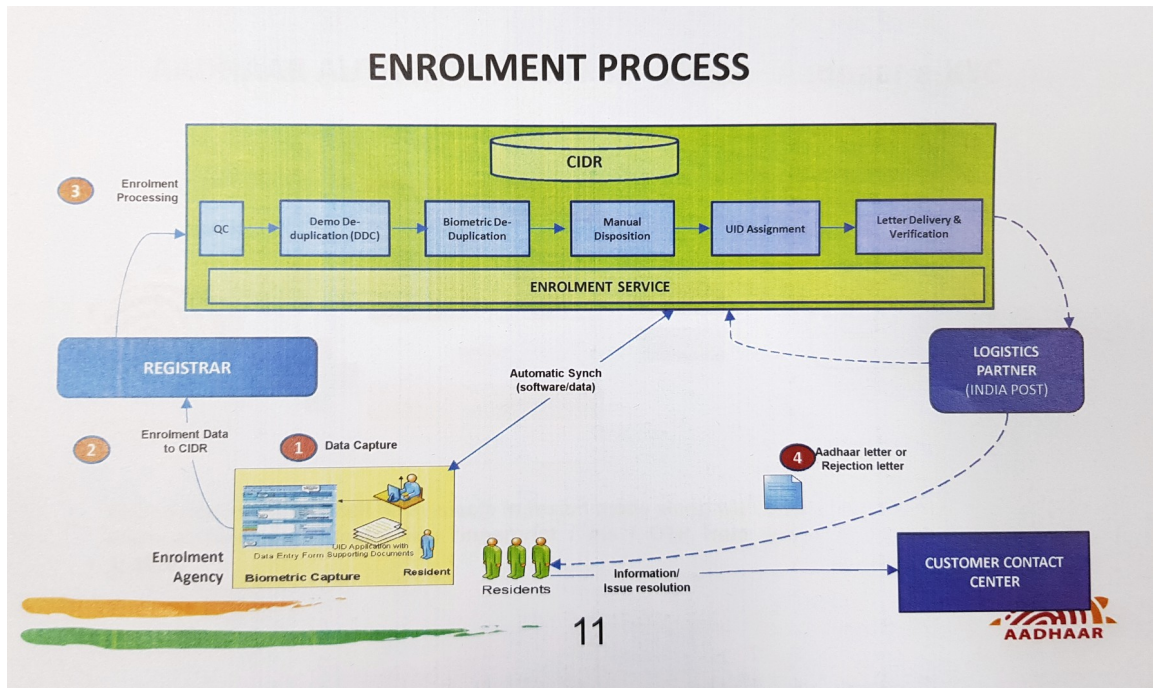 ENROLMENT PROCESS
CIDR
3
Enrolment
Processing
QC
Demo De-
duplication (DDC)
Biometric De-
Duplication
Manual
Disposition
UID Assignment
Letter Delivery &
Verification
ENROLMENT SERVICE
REGISTRAR
LOGISTICS
PARTNER
(INDIA POST)
Automatic Synch
(software/data)
2
Enrolment Data
to CIDR
1
Data Capture
4
Aadhaar letter or
Rejection letter
Enrolment
Agency
UID Application with
Data Entry Form Supporting Documents
Resident
Biometric Capture
Residents
Information/
Issue resolution
CUSTOMER CONTACT
CENTER
11
AADHAAR